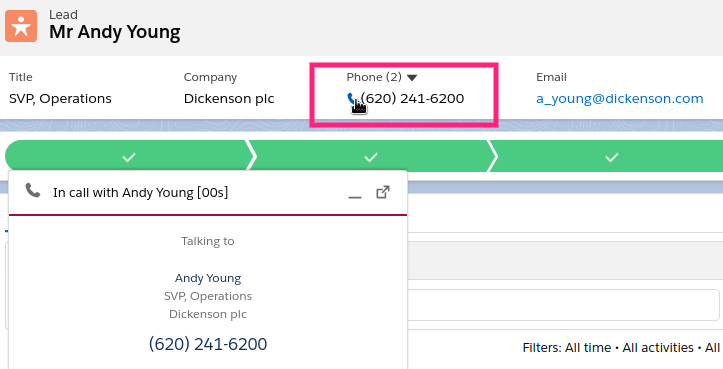 Lead
Mr Andy Young
Title
Company
Phone (2)
Email
SVP, Operations
Dickenson plc
(620) 241-6200
a_young@dickenson.com
In call with Andy Young [00s]
Talking to
Andy Young
SVP, Operations
Dickenson plc
(620) 241-6200
Filters: All time • All activities • All